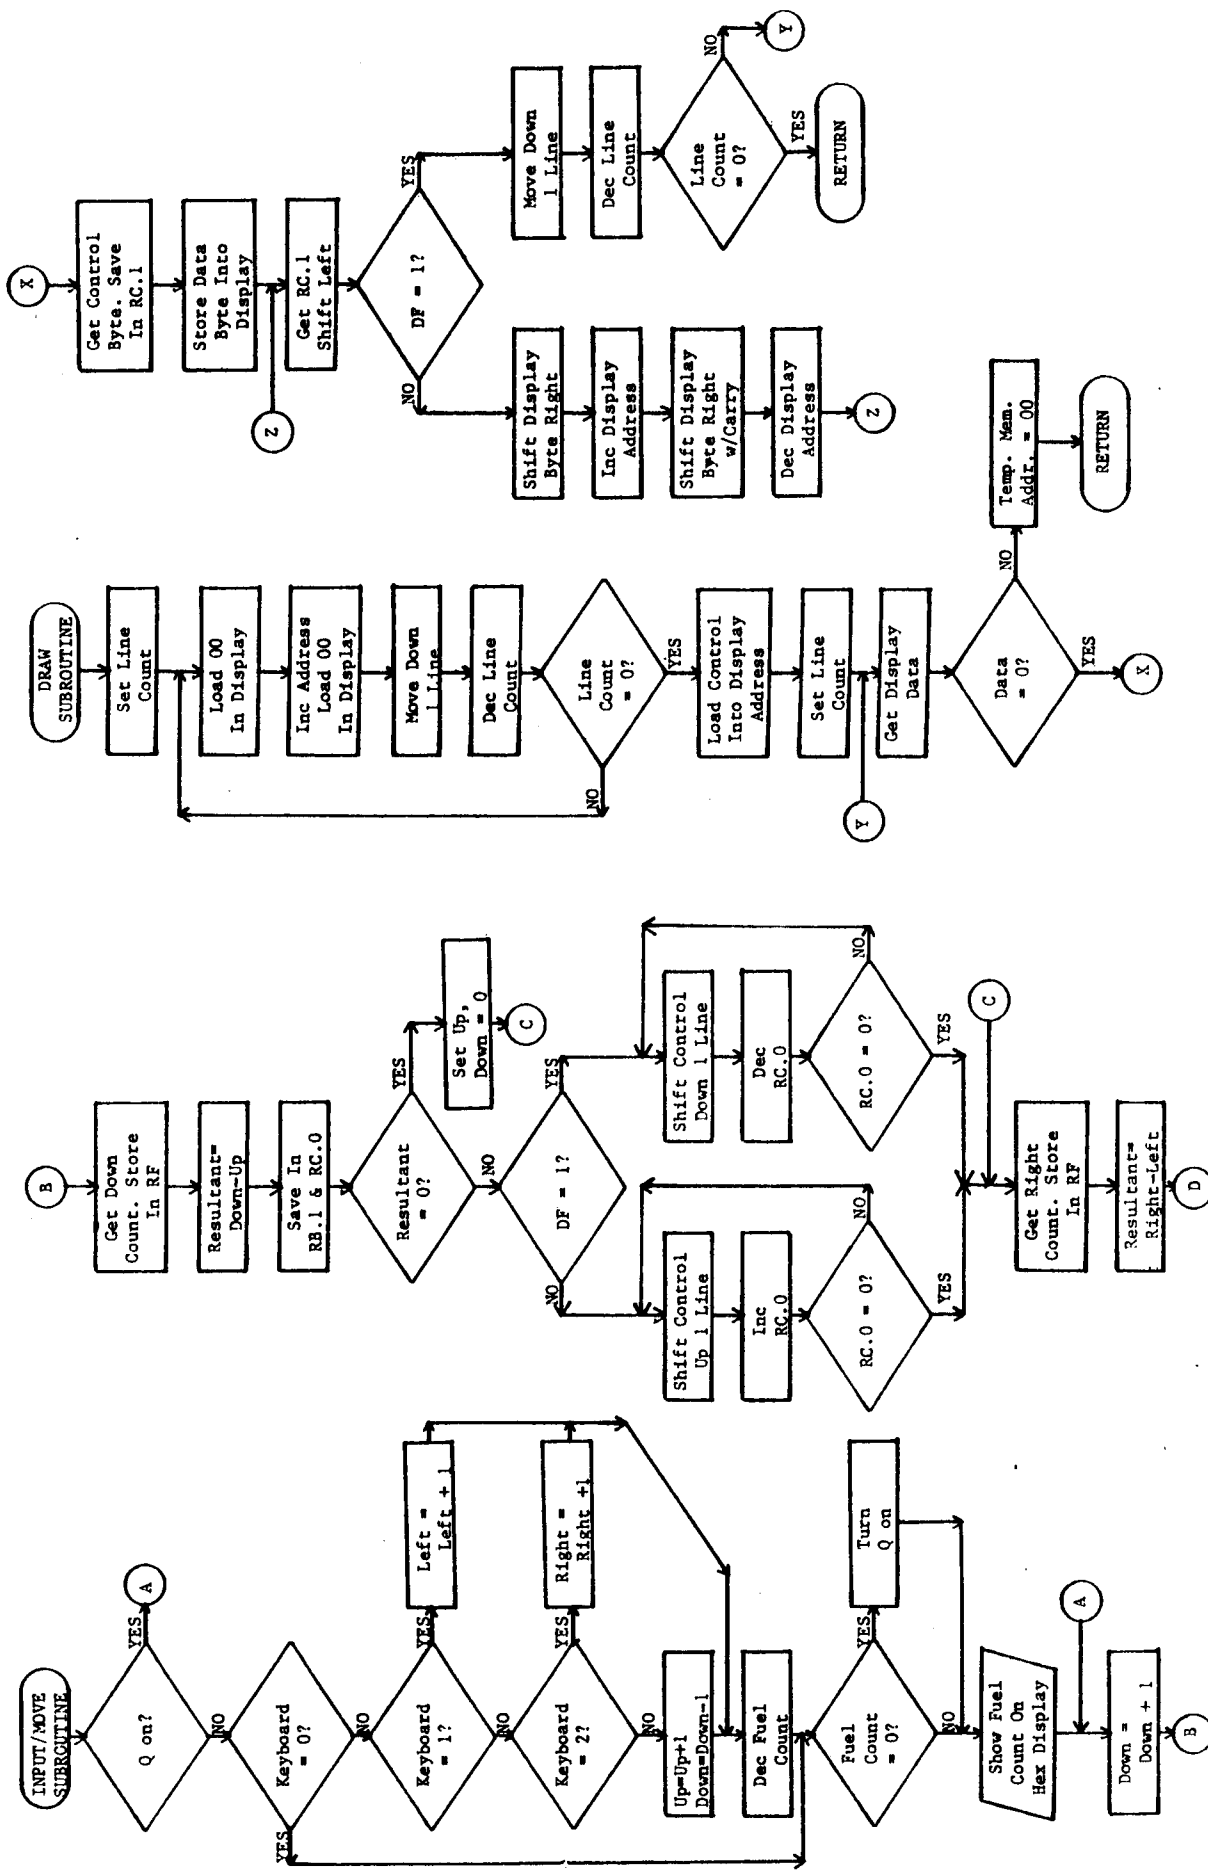 INPUT/MOVE
SUBRCUTINE
Q on?
YES
A
NO
Keyboard
= 0?
YES
NO
Keyboard
= 1?
YES
Left =
Left + 1
NO
Keyboard
= 2?
YES
Right =
Right +1
NO
Up=Up+1
Down=Down-1
Dec Fuel
Count
Fuel
Count
= 0?
YES
Turn
Q on
NO
Show Fuel
Count On
Hex Display
A
Down =
Down + 1
B
B
Get Down
Count. Store
In RF
Resultant=
Down-Up
Save In
RB.1 & RC.0
Resultant
= 0?
YES
Set Up,
Down = 0
C
NO
DF = 1?
NO
YES
Shift Control
Up 1 Line
Inc
RC.0
RC.0 = 0?
NO
YES
Shift Control
Down 1 Line
Dec
RC.0
RC.0 = 0?
NO
YES
C
Get Right
Count. Store
In RF
Resultant=
Right-Left
D
DRAW
SUBROUTINE
Set Line
Count
Load 00
In Display
Inc Address
Load 00
In Display
Move Down
1 Line
Dec Line
Count
Line
Count
= 0?
NO
YES
Load Control
Into Display
Address
Set Line
Count
Y
Get Display
Data
Data
= 0?
NO
Temp. Mem.
Addr. = 00
RETURN
YES
X
X
Get Control
Byte. Save
In RC.1
Store Data
Byte Into
Display
Z
Get RC.1
Shift Left
DF = 1?
NO
YES
Shift Display
Byte Right
Inc Display
Address
Shift Display
Byte Right
w/Carry
Dec Display
Address
Z
Move Down
1 Line
Dec Line
Count
Line
Count
= 0?
NO
Y
YES
RETURN